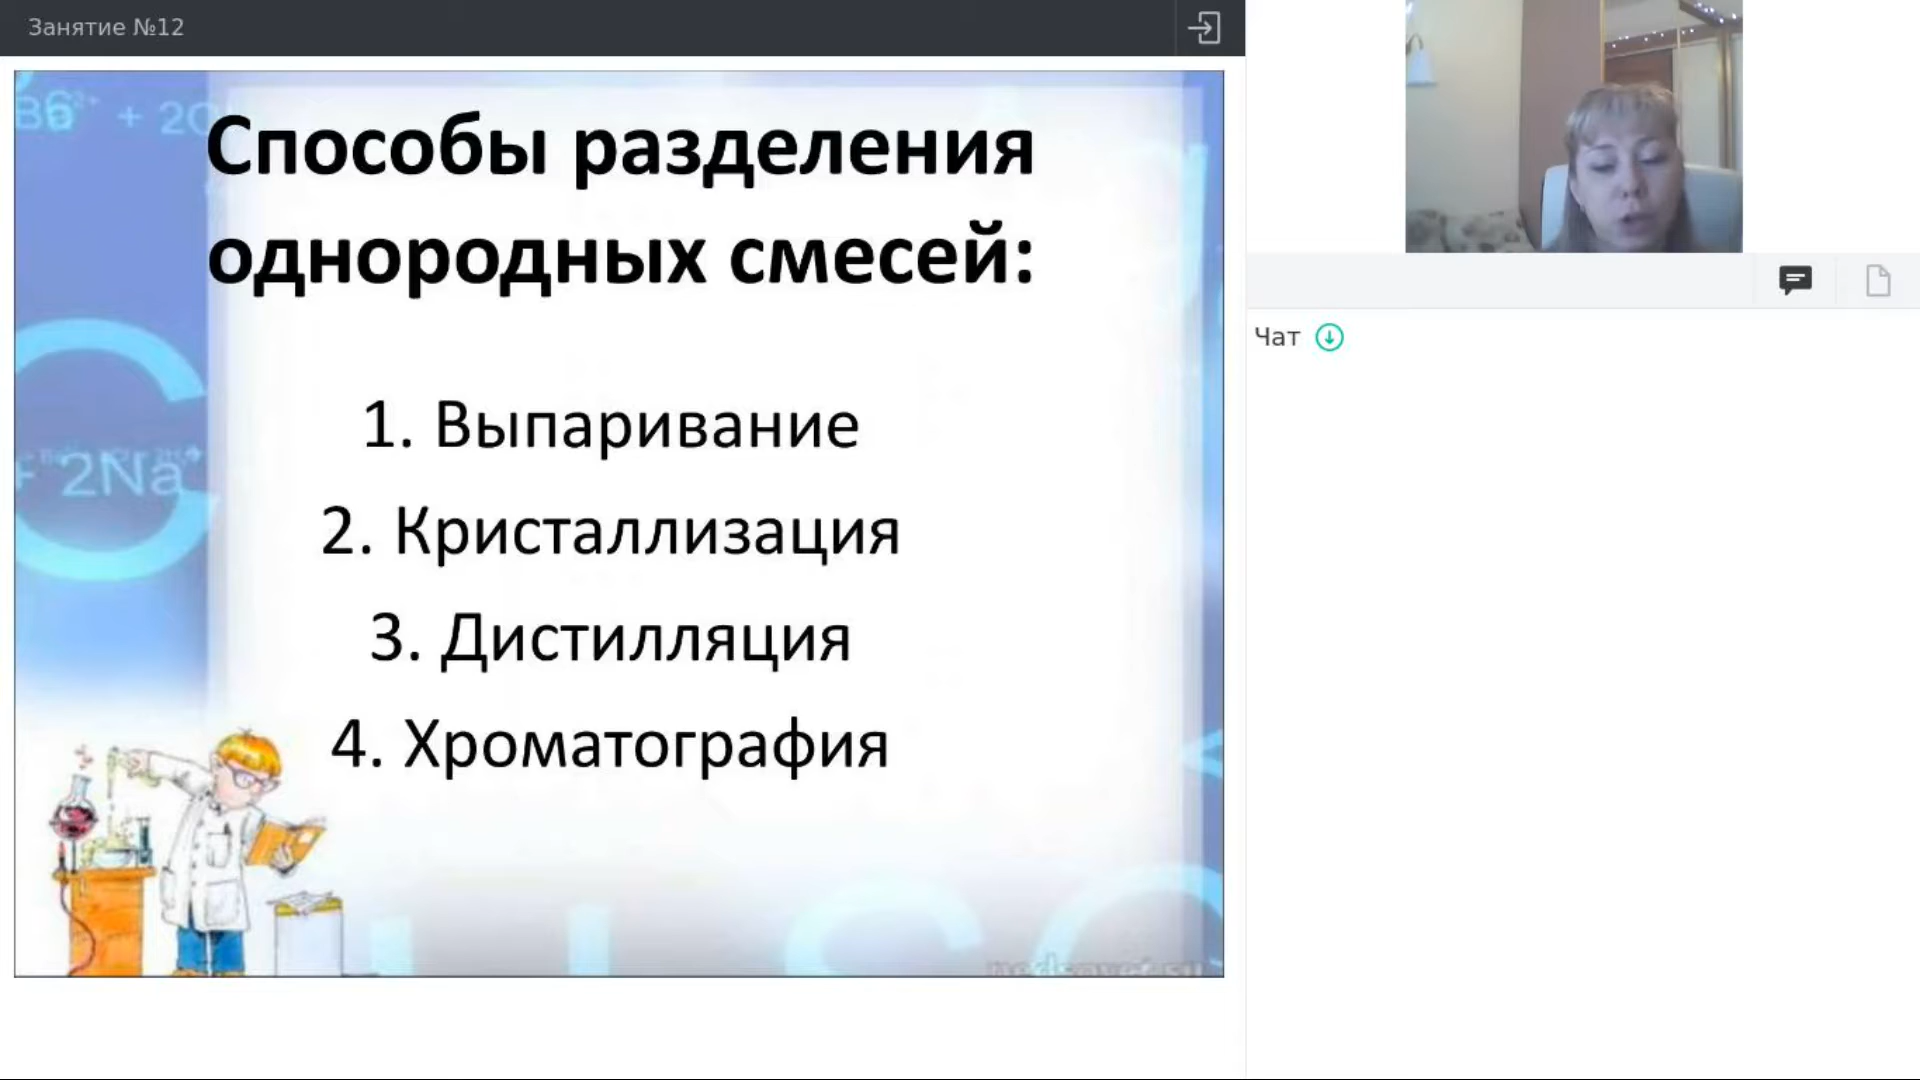 Занятие №12
Способы разделения
однородных смесей:
1. Выпаривание
2. Кристаллизация
3. Дистилляция
4. Хроматография
+ 2Na⁺
Чат